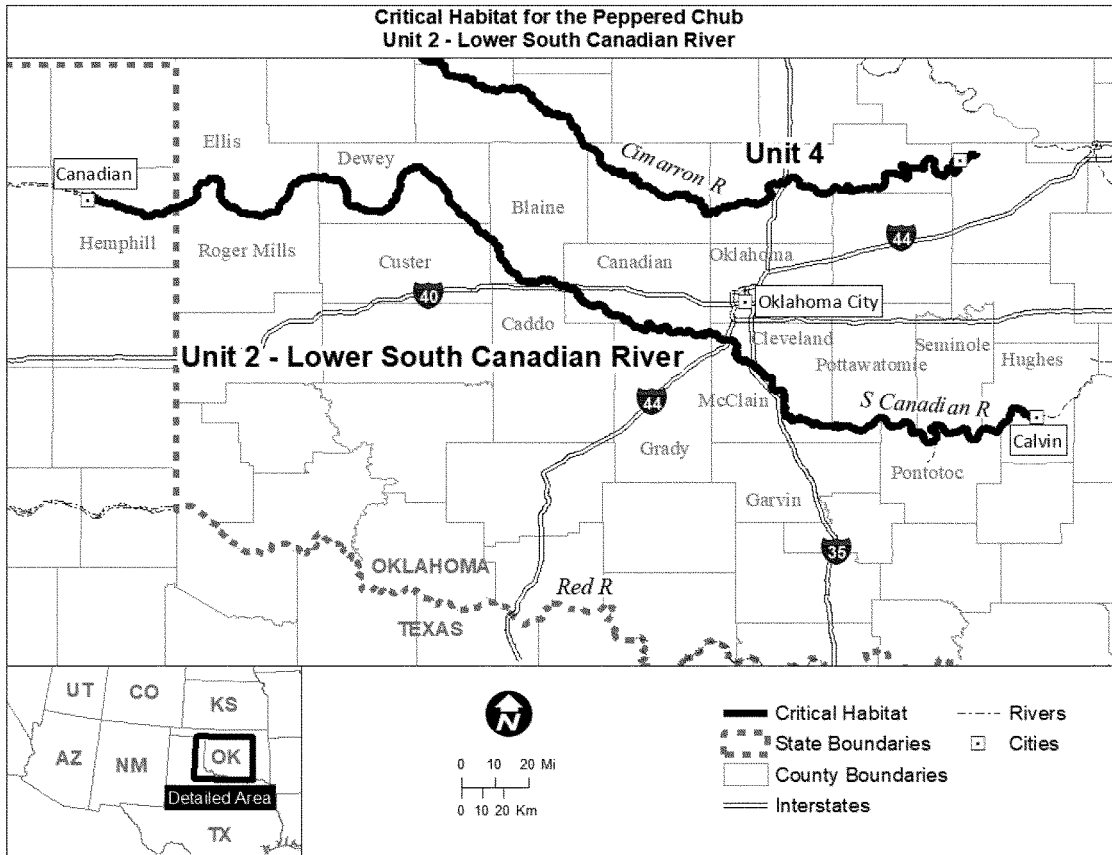 Critical Habitat for the Peppered Chub
Unit 2 - Lower South Canadian River
Ellis
Dewey
Cimarron R
Unit 4
Canadian
Blaine
Hemphill
Roger Mills
Custer
Canadian
Oklahoma
44
40
Oklahoma City
Caddo
Cleveland
Seminole
Unit 2 - Lower South Canadian River
Pottawatomie
Hughes
44
McClain
S Canadian R
Calvin
Grady
Pontotoc
Garvin
35
OKLAHOMA
Red R
TEXAS
UT
CO
KS
AZ
NM
OK
Detailed Area
TX
N
0 10 20 Mi
0 10 20 Km
Critical Habitat
State Boundaries
County Boundaries
Interstates
Rivers
Cities